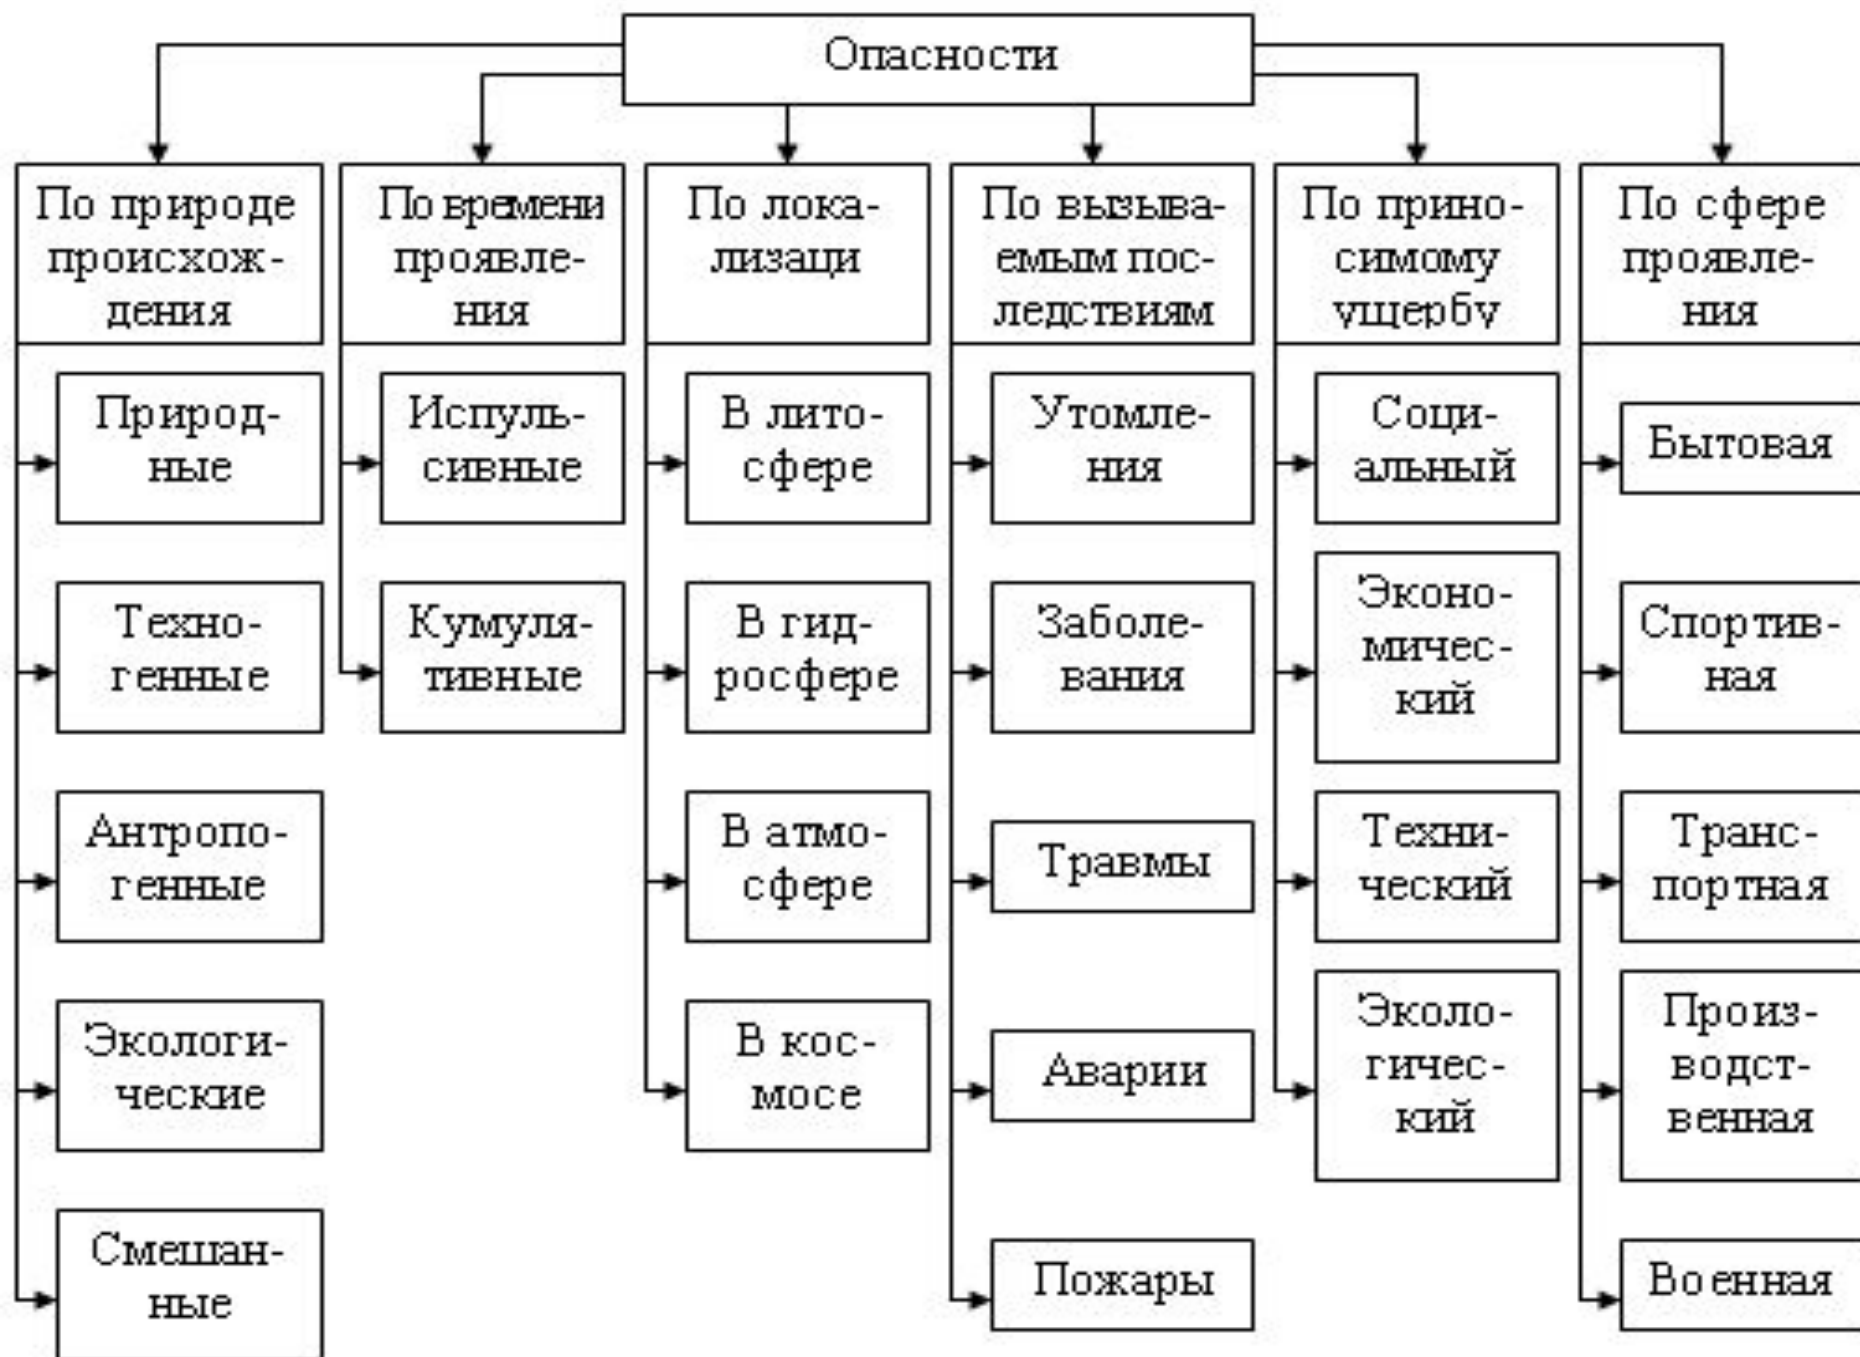 Опасности
По природе
происхож-
дения
Природ-
ные
Техно-
генные
Антропо-
генные
Экологи-
ческие
Смешан-
ные
По времени
проявле-
ния
Испуль-
сивные
Кумуля-
тивные
По лока-
лизаци
В лито-
сфере
В гид-
росфере
В атмо-
сфере
В кос-
мосе
По вызыва-
емым пос-
ледствиям
Утомле-
ния
Заболе-
вания
Травмы
Аварии
Пожары
По прино-
симому
ущербу
Соци-
альный
Эконо-
мичес-
кий
Техни-
ческий
Эколо-
гичес-
кий
По сфере
проявле-
ния
Бытовая
Спортив-
ная
Транс-
портная
Произ-
водст-
венная
Военная